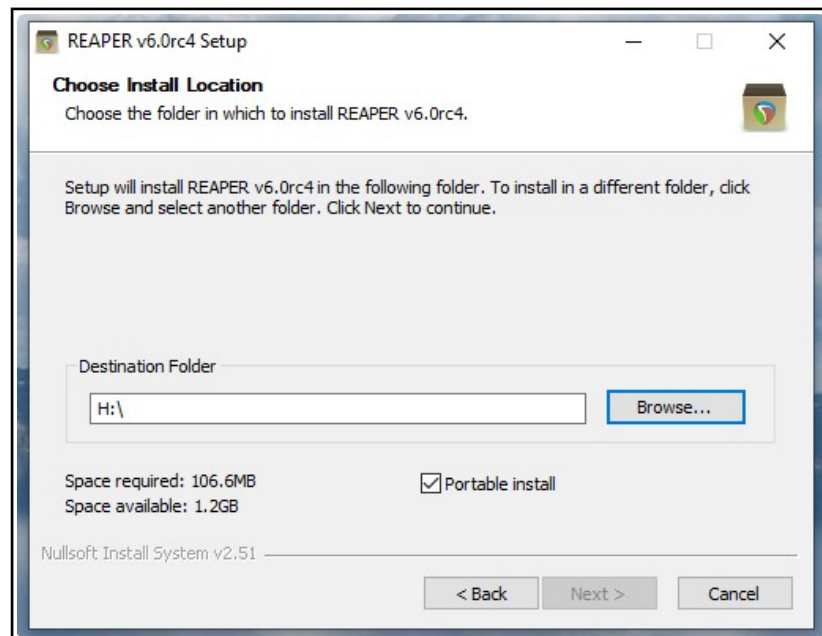 REAPER v6.0rc4 Setup
Choose Install Location
Choose the folder in which to install REAPER v6.0rc4.
Setup will install REAPER v6.0rc4 in the following folder. To install in a different folder, click
Browse and select another folder. Click Next to continue.
Destination Folder
H:\
Browse...
Space required: 106.6MB
Portable install
Space available: 1.2GB
Nullsoft Install System v2.51
< Back
Next >
Cancel